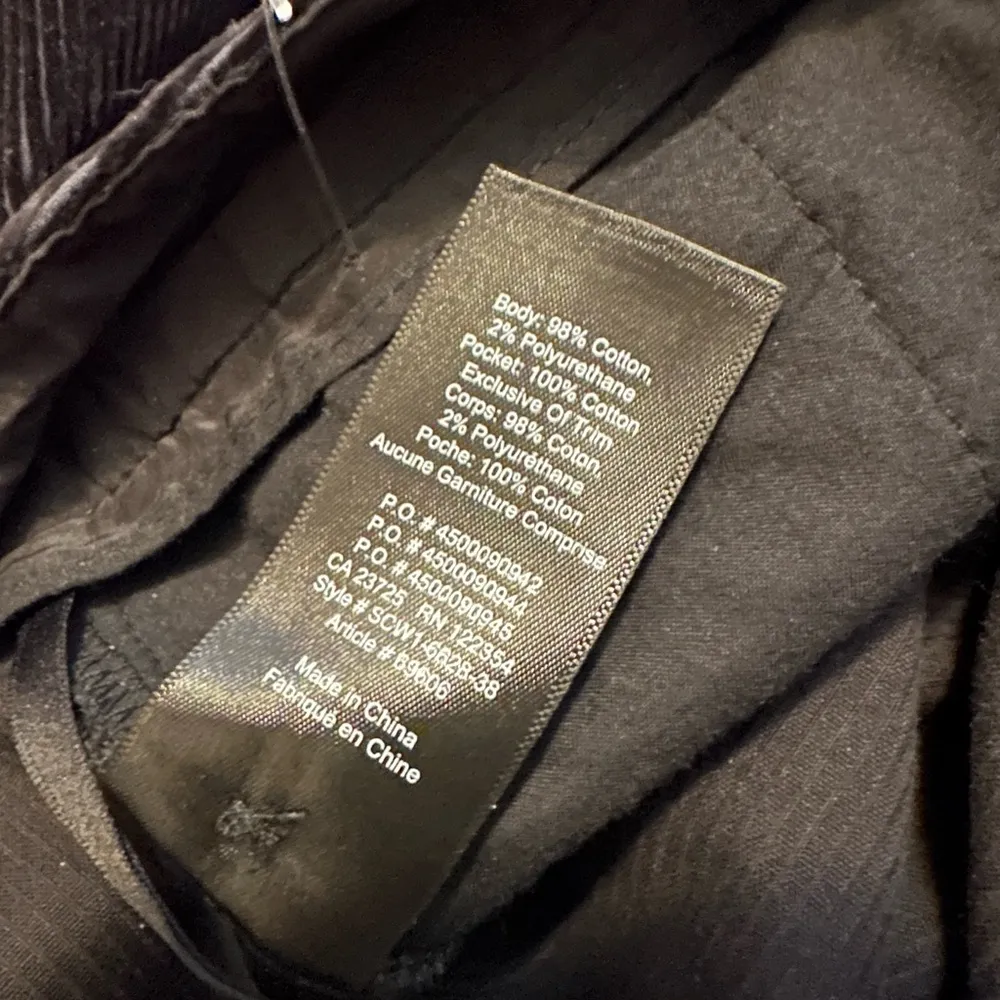 Body: 98% Cotton,
2% Polyurethane
Pocket: 100% Cotton
Exclusive Of Trim
Corps: 98% Coton,
2% Polyuréthane
Poche: 100% Coton
Aucune Garniture Comprise
P.O. # 4500090942
P.O. # 4500090944
P.O. # 4500090945
CA 23725 RN 122354
Style # SCW1-6628-38
Article # 69606
Made in China
Fabriqué en Chine